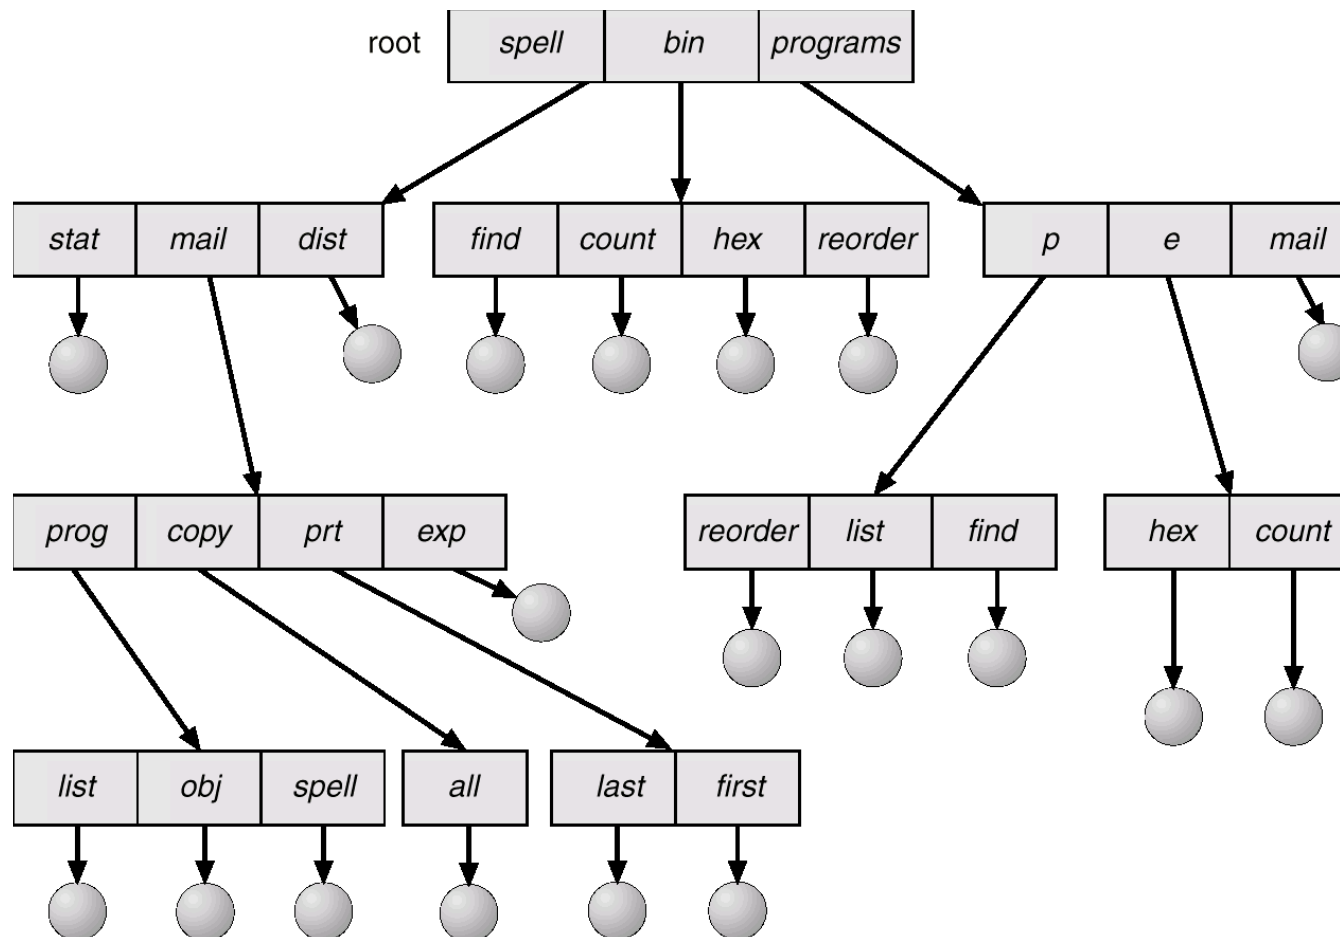 root spell bin programs
stat mail dist find count hex reorder p e mail
prog copy prt exp reorder list find hex count
list obj spell all last first